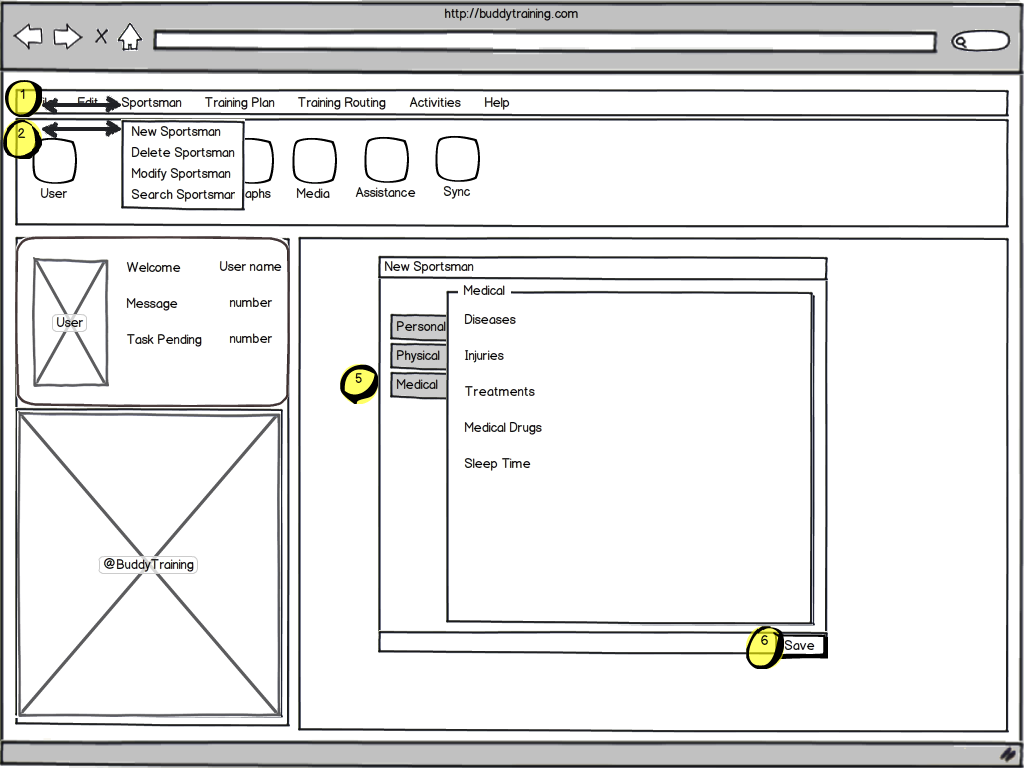 http://buddytraining.com
1
Edit Sportsman Training Plan Training Routing Activities Help
2
New Sportsman
Delete Sportsman
Modify Sportsman
Search Sportsmar
User aphs Media Assistance Sync
Welcome User name
Message number
User
Task Pending number
@BuddyTraining
New Sportsman
Medical
Personal
Physical
Medical
5
Diseases
Injuries
Treatments
Medical Drugs
Sleep Time
6
Save